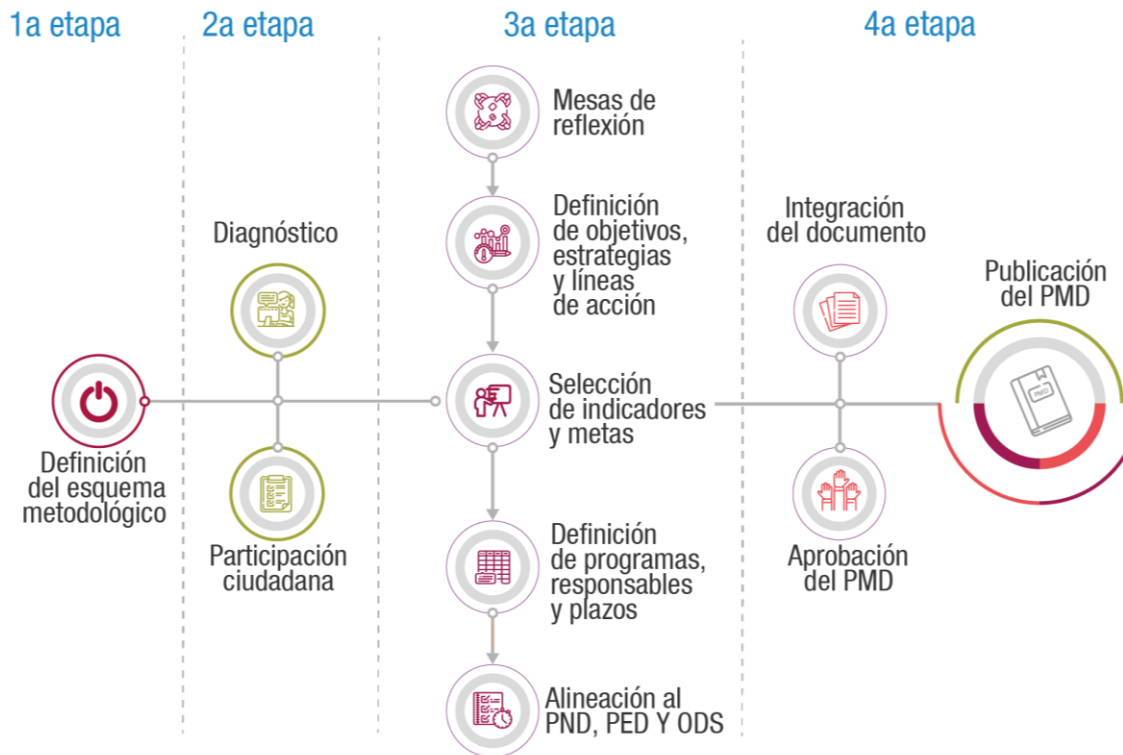 1a etapa
2a etapa
3a etapa
4a etapa
Definición
del esquema
metodológico
Diagnóstico
Participación
ciudadana
Mesas de
reflexión
Definición
de objetivos,
estrategias
y líneas
de acción
Selección
de indicadores
y metas
Definición
de programas,
responsables
y plazos
Alineación al
PND, PED Y ODS
Integración
del documento
Aprobación
del PMD
Publicación
del PMD
PMD